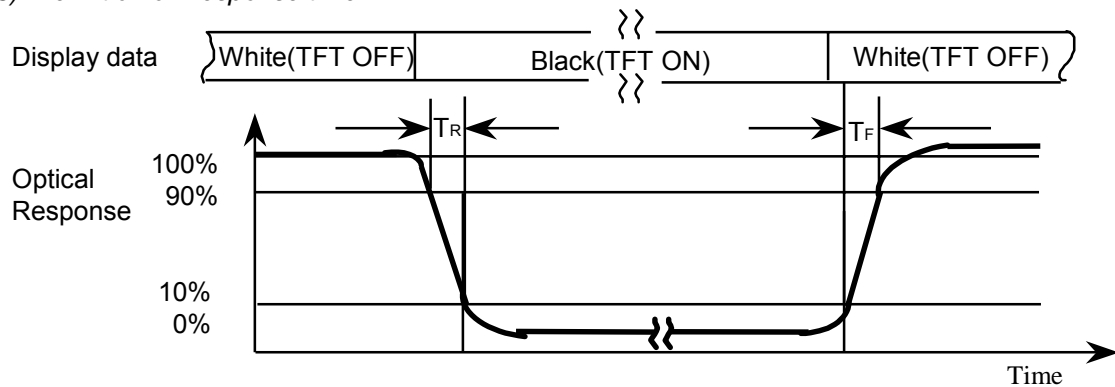 Display data White(TFT OFF) Black(TFT ON) White(TFT OFF)
TR TF
100%
Optical
90%
Response
10%
0%
Time